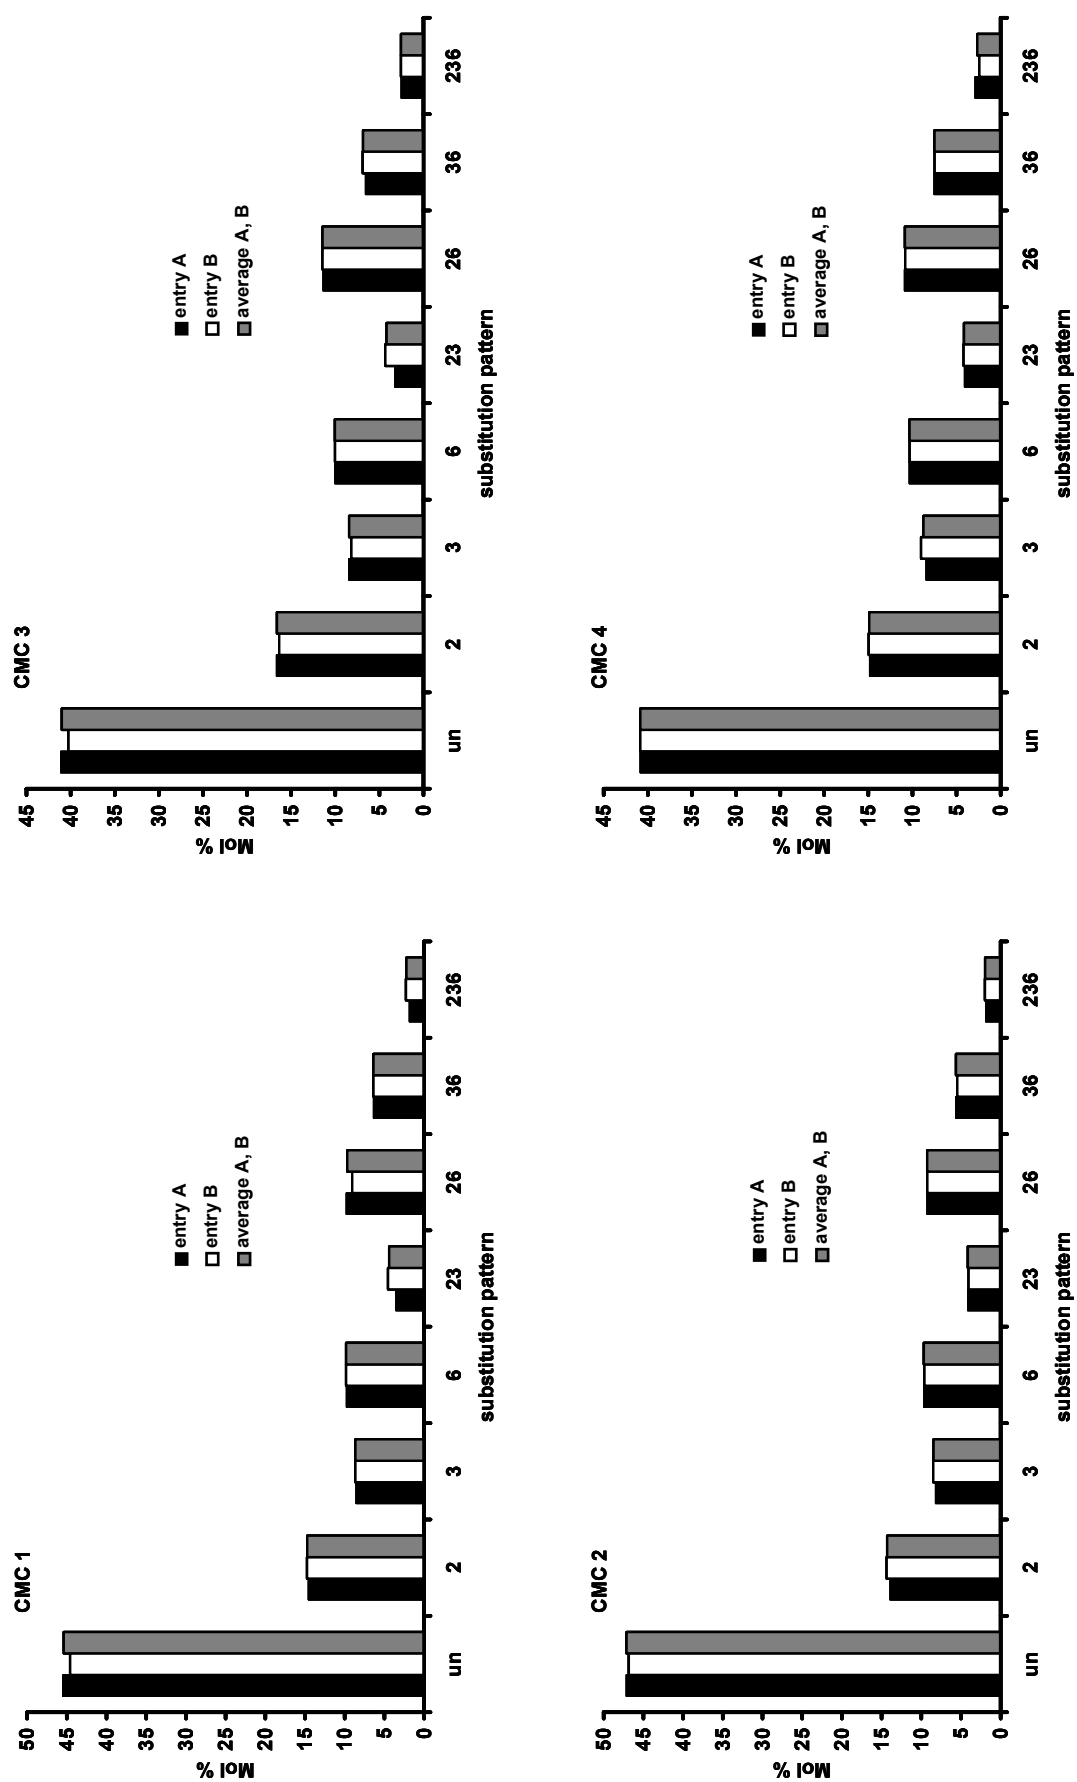 CMC 1
50
45
40
35
30
25
20
15
10
5
0
Mol %
un 2 3 6 23 26 36 236
substitution pattern
entry A
entry B
average A, B
CMC 3
45
40
35
30
25
20
15
10
5
0
Mol %
un 2 3 6 23 26 36 236
substitution pattern
entry A
entry B
average A, B
CMC 2
50
45
40
35
30
25
20
15
10
5
0
Mol %
un 2 3 6 23 26 36 236
substitution pattern
entry A
entry B
average A, B
CMC 4
45
40
35
30
25
20
15
10
5
0
Mol %
un 2 3 6 23 26 36 236
substitution pattern
entry A
entry B
average A, B